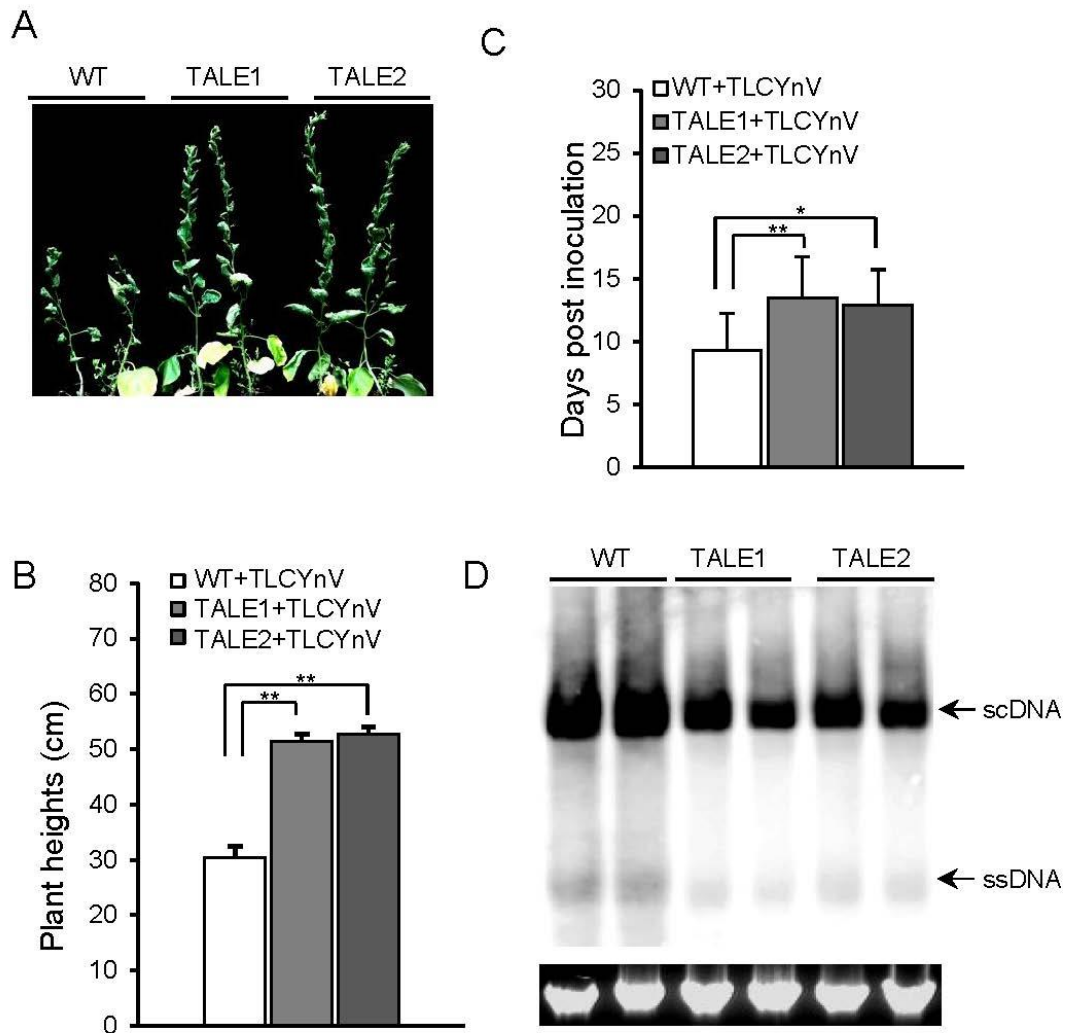 A
WT TALE1 TALE2
C
WT+TLCYnV
TALE1+TLCYnV
TALE2+TLCYnV
30
25
20
15
10
5
0
Days post inoculation
*
**
B
WT+TLCYnV
TALE1+TLCYnV
TALE2+TLCYnV
80
70
60
50
40
30
20
10
0
Plant heights (cm)
**
**
D
WT TALE1 TALE2
scDNA
ssDNA